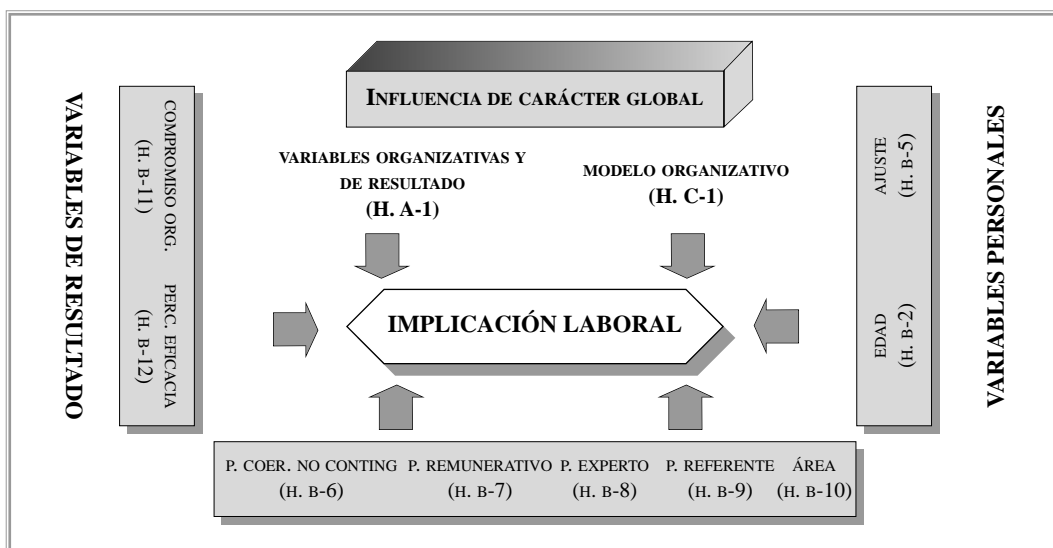 INFLUENCIA DE CARÁCTER GLOBAL
VARIABLES ORGANIZATIVAS Y
DE RESULTADO
(H. A-1)
MODELO ORGANIZATIVO
(H. C-1)
VARIABLES DE RESULTADO
COMPROMISO ORG.
(H. B-11)
PERC. EFICACIA
(H. B-12)
IMPLICACIÓN LABORAL
AJUSTE
(H. B-5)
EDAD
(H. B-2)
VARIABLES PERSONALES
P. COER. NO CONTING P. REMUNERATIVO P. EXPERTO P. REFERENTE ÁREA
(H. B-6) (H. B-7) (H. B-8) (H. B-9) (H. B-10)